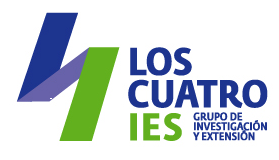 LOS
CUATRO
IES
GRUPO DE
INVESTIGACIÓN
Y EXTENSIÓN